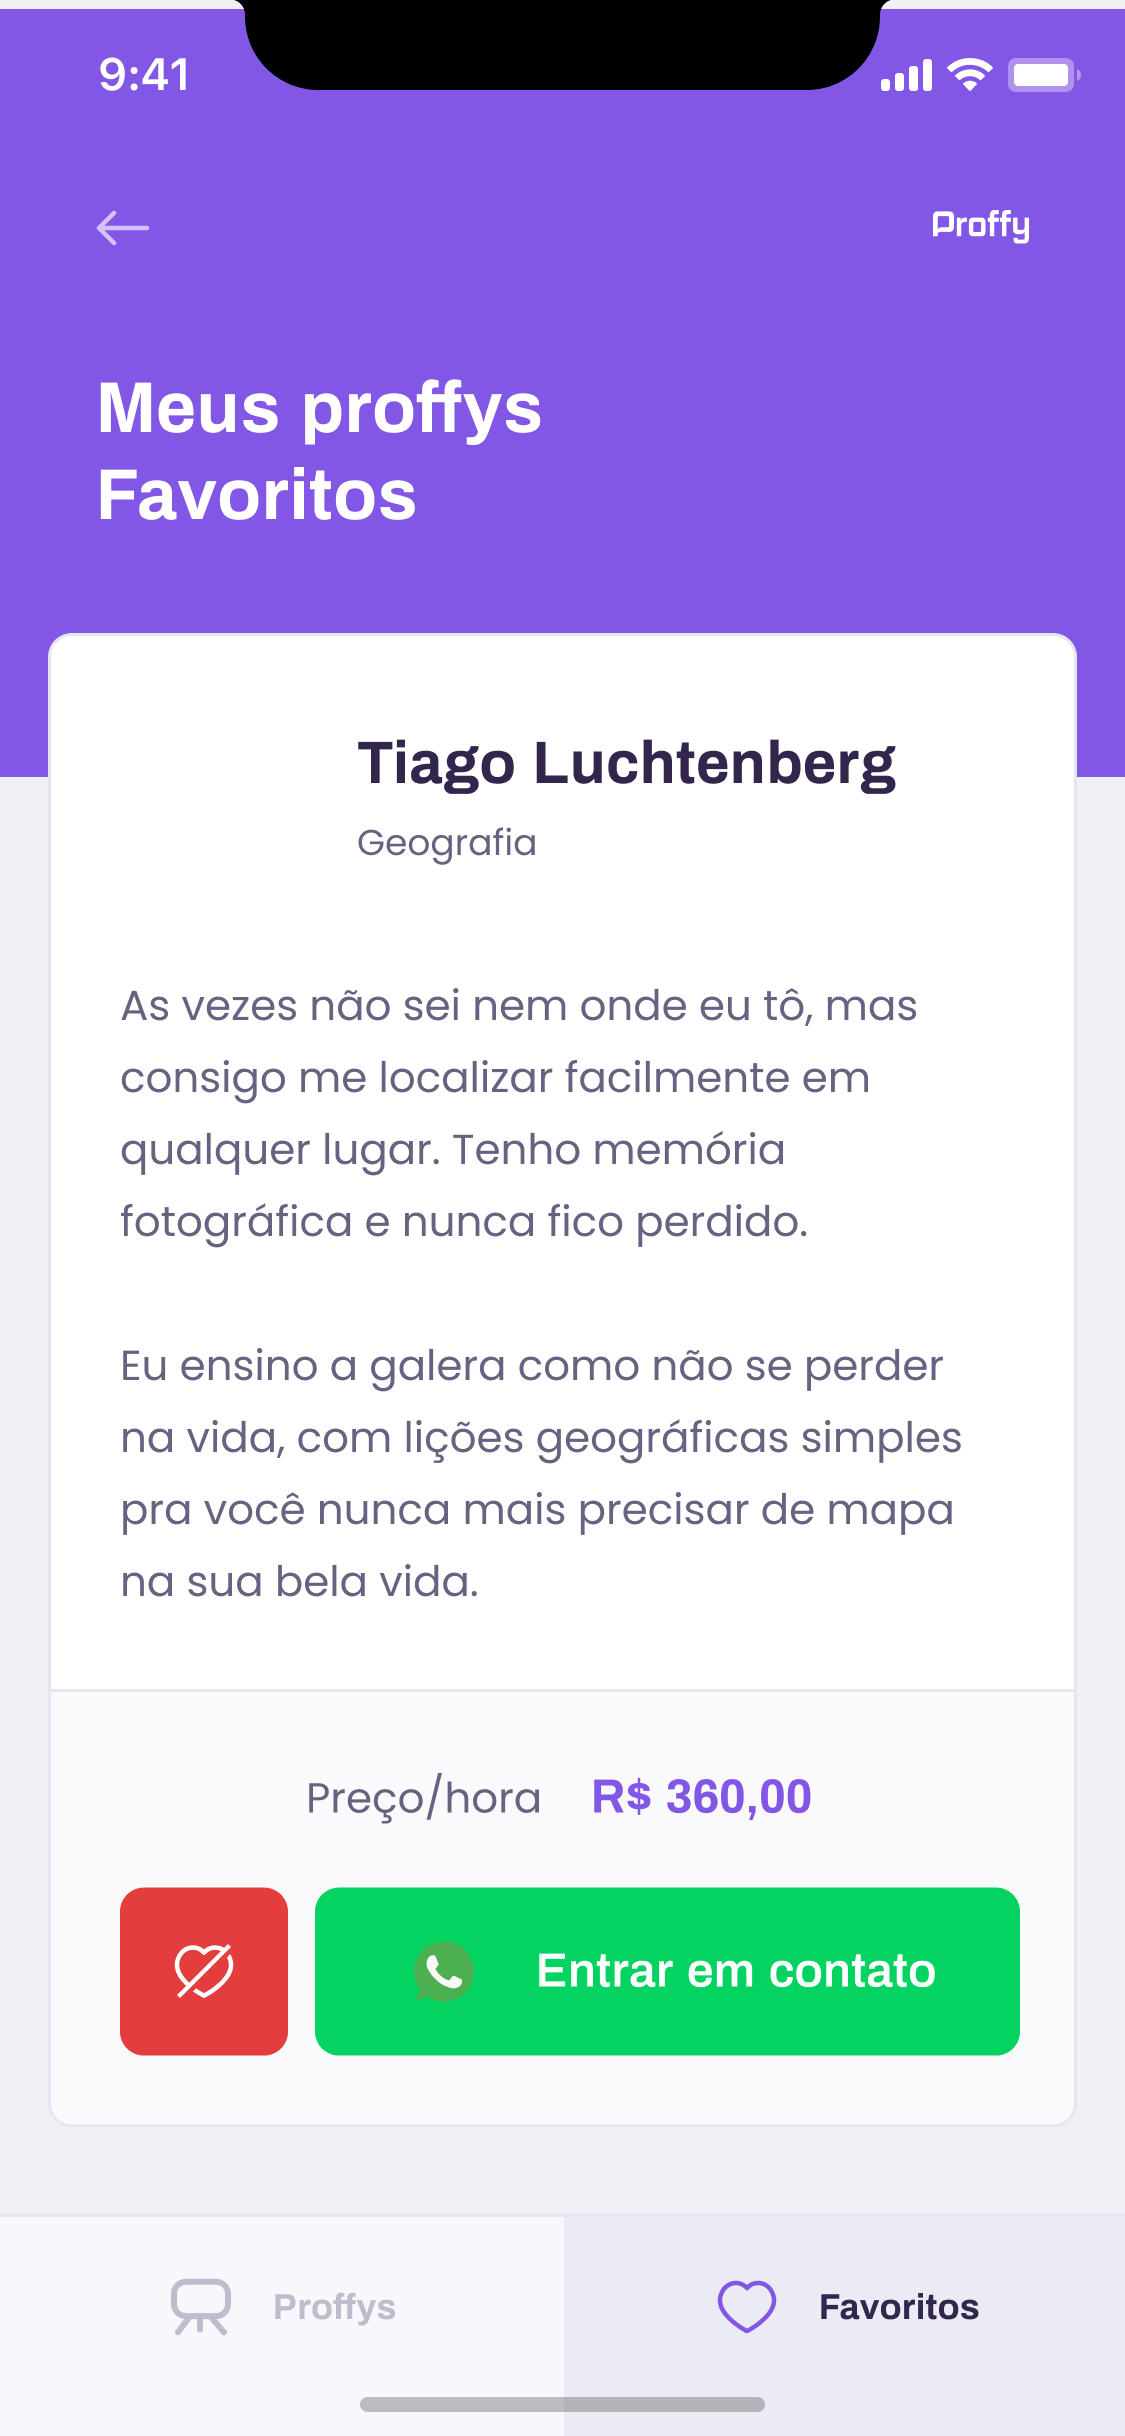 9:41
Proffy
Meus proffys
Favoritos
Tiago Luchtenberg
Geografia
As vezes não sei nem onde eu tô, mas
consigo me localizar facilmente em
qualquer lugar. Tenho memória
fotográfica e nunca fico perdido.
Eu ensino a galera como não se perder
na vida, com lições geográficas simples
pra você nunca mais precisar de mapa
na sua bela vida.
Preço/hora R$ 360,00
Entrar em contato
Proffys Favoritos